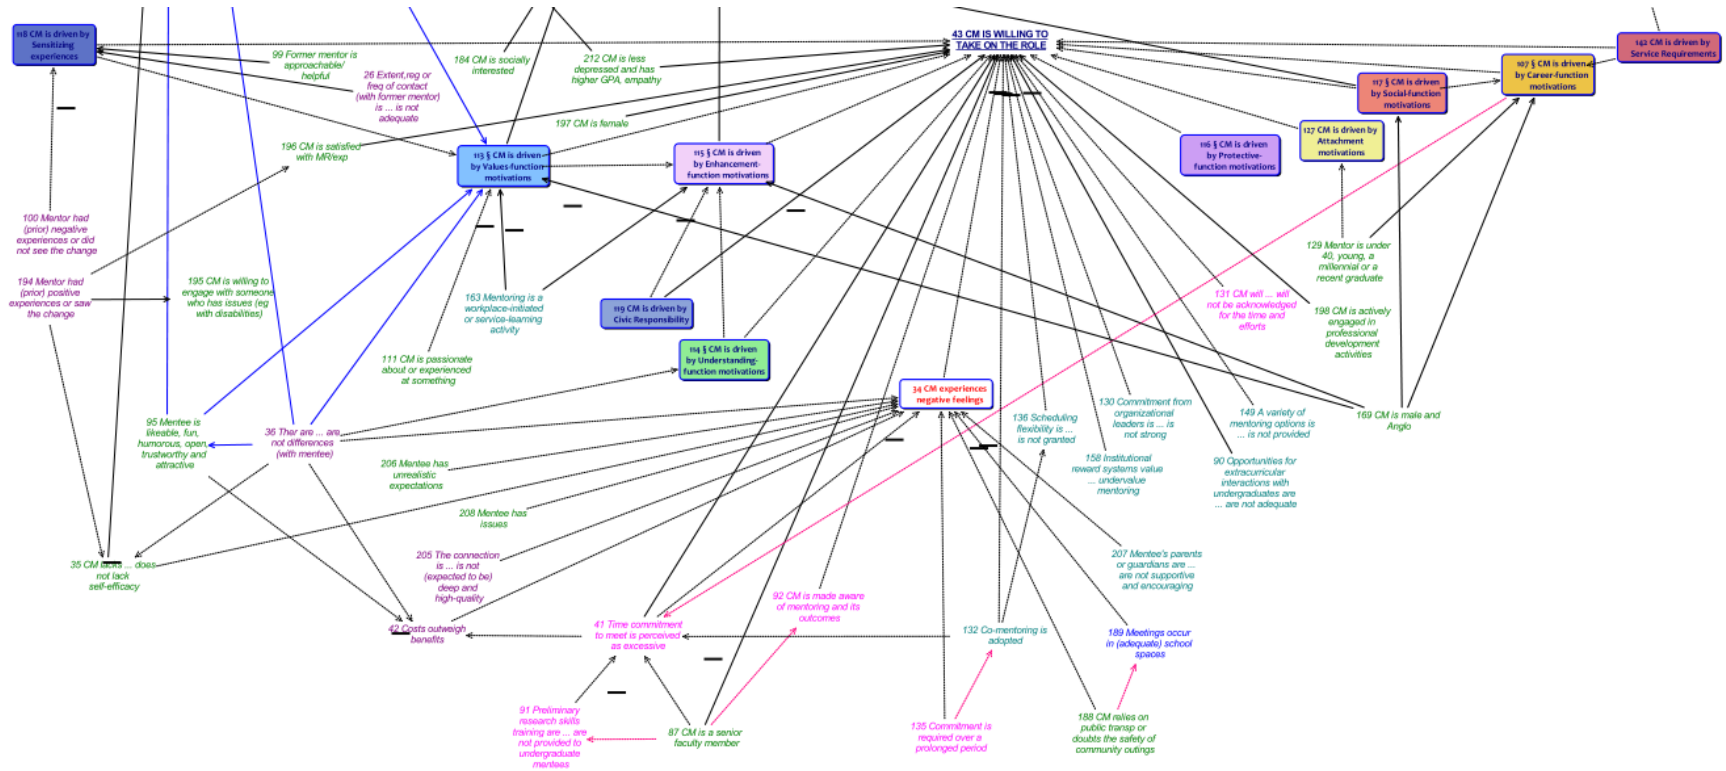 118 CM is driven by
Sensitizing
experiences
99 Former mentor is
approachable/
helpful
26 Extent,reg or
freq of contact
(with former mentor)
is ... is not
adequate
184 CM is socially
interested
212 CM is less
depressed and has
higher GPA, empathy
197 CM is female
43 CM IS WILLING TO
TAKE ON THE ROLE
142 CM is driven by
Service Requirements
107 § CM is driven
by Career-function
motivations
117 § CM is driven
by Social-function
motivations
127 CM is driven by
Attachment
motivations
116 § CM is driven
by Protective-
function motivations
196 CM is satisfied
with MR/exp
113 § CM is driven
by Values-function
motivations
115 § CM is driven
by Enhancement-
function motivations
100 Mentor had
(prior) negative
experiences or did
not see the change
194 Mentor had
(prior) positive
experiences or saw
the change
195 CM is willing to
engage with someone
who has issues (eg
with disabilities)
163 Mentoring is a
workplace-initiated
or service-learning
activity
119 CM is driven by
Civic Responsibility
114 § CM is driven
by Understanding-
function motivations
111 CM is passionate
about or experienced
at something
129 Mentor is under
40, young, a
millennial or a
recent graduate
131 CM will ... will
not be acknowledged
for the time and
efforts
198 CM is actively
engaged in
professional
development
activities
34 CM experiences
negative feelings
136 Scheduling
flexibility is ...
is not granted
130 Commitment from
organizational
leaders is ... is
not strong
149 A variety of
mentoring options is
... is not provided
169 CM is male and
Anglo
95 Mentee is
likeable, fun,
humorous, open,
trustworthy and
attractive
36 Ther are ... are
not differences
(with mentee)
206 Mentee has
unrealistic
expectations
158 Institutional
reward systems value
... undervalue
mentoring
90 Opportunities for
extracurricular
interactions with
undergraduates are
... are not adequate
208 Mentee has
issues
35 CM lacks ... does
not lack
self-efficacy
205 The connection
is ... is not
(expected to be)
deep and
high-quality
207 Mentee's parents
or guardians are ...
are not supportive
and encouraging
42 Costs outweigh
benefits
41 Time commitment
to meet is perceived
as excessive
92 CM is made aware
of mentoring and its
outcomes
132 Co-mentoring is
adopted
189 Meetings occur
in (adequate) school
spaces
91 Preliminary
research skills
training are ... are
not provided to
undergraduate
mentees
87 CM is a senior
faculty member
135 Commitment is
required over a
prolonged period
188 CM relies on
public transp or
doubts the safety of
community outings